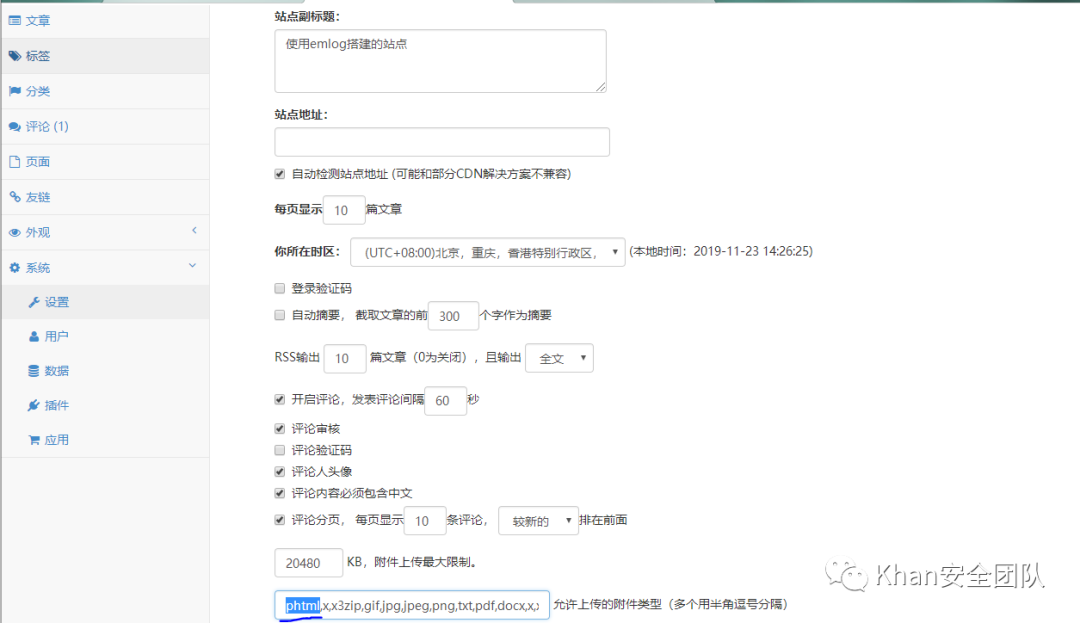 文章
标签
分类
评论 (1)
页面
友链
外观
系统
设置
用户
数据
插件
应用
站点副标题：
使用emlog搭建的站点
站点地址：
自动检测站点地址 (可能和部分CDN解决方案不兼容)
每页显示 10 篇文章
你所在时区： (UTC+08:00)北京，重庆，香港特别行政区， (本地时间：2019-11-23 14:26:25)
登录验证码
自动摘要， 截取文章的前 300 个字作为摘要
RSS输出 10 篇文章（0为关闭），且输出 全文
开启评论，发表评论间隔 60 秒
评论审核
评论验证码
评论人头像
评论内容必须包含中文
评论分页， 每页显示 10 条评论， 较新的 排在前面
20480 KB，附件上传最大限制。
phtml,x,x3zip,gif,jpg,jpeg,png,txt,pdf,docx,x, 允许上传的附件类型（多个用半角逗号分隔）
Khan安全团队